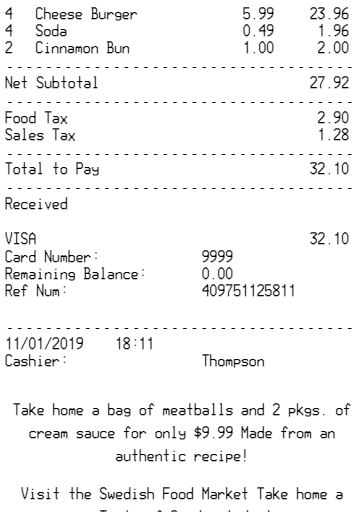 4 Cheese Burger 5.99 23.96
4 Soda 0.49 1.96
2 Cinnamon Bun 1.00 2.00
Net Subtotal 27.92
Food Tax 2.90
Sales Tax 1.28
Total to Pay 32.10
Received
VISA 32.10
Card Number: 9999
Remaining Balance: 0.00
Ref Num: 409751125811
11/01/2019 18:11
Cashier: Thompson
Take home a bag of meatballs and 2 pkgs. of
cream sauce for only $9.99 Made from an
authentic recipe!
Visit the Swedish Food Market Take home a